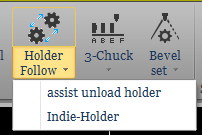 Holder
Follow
A B E F
3-Chuck
Bevel
set
assist unload holder
Indie-Holder